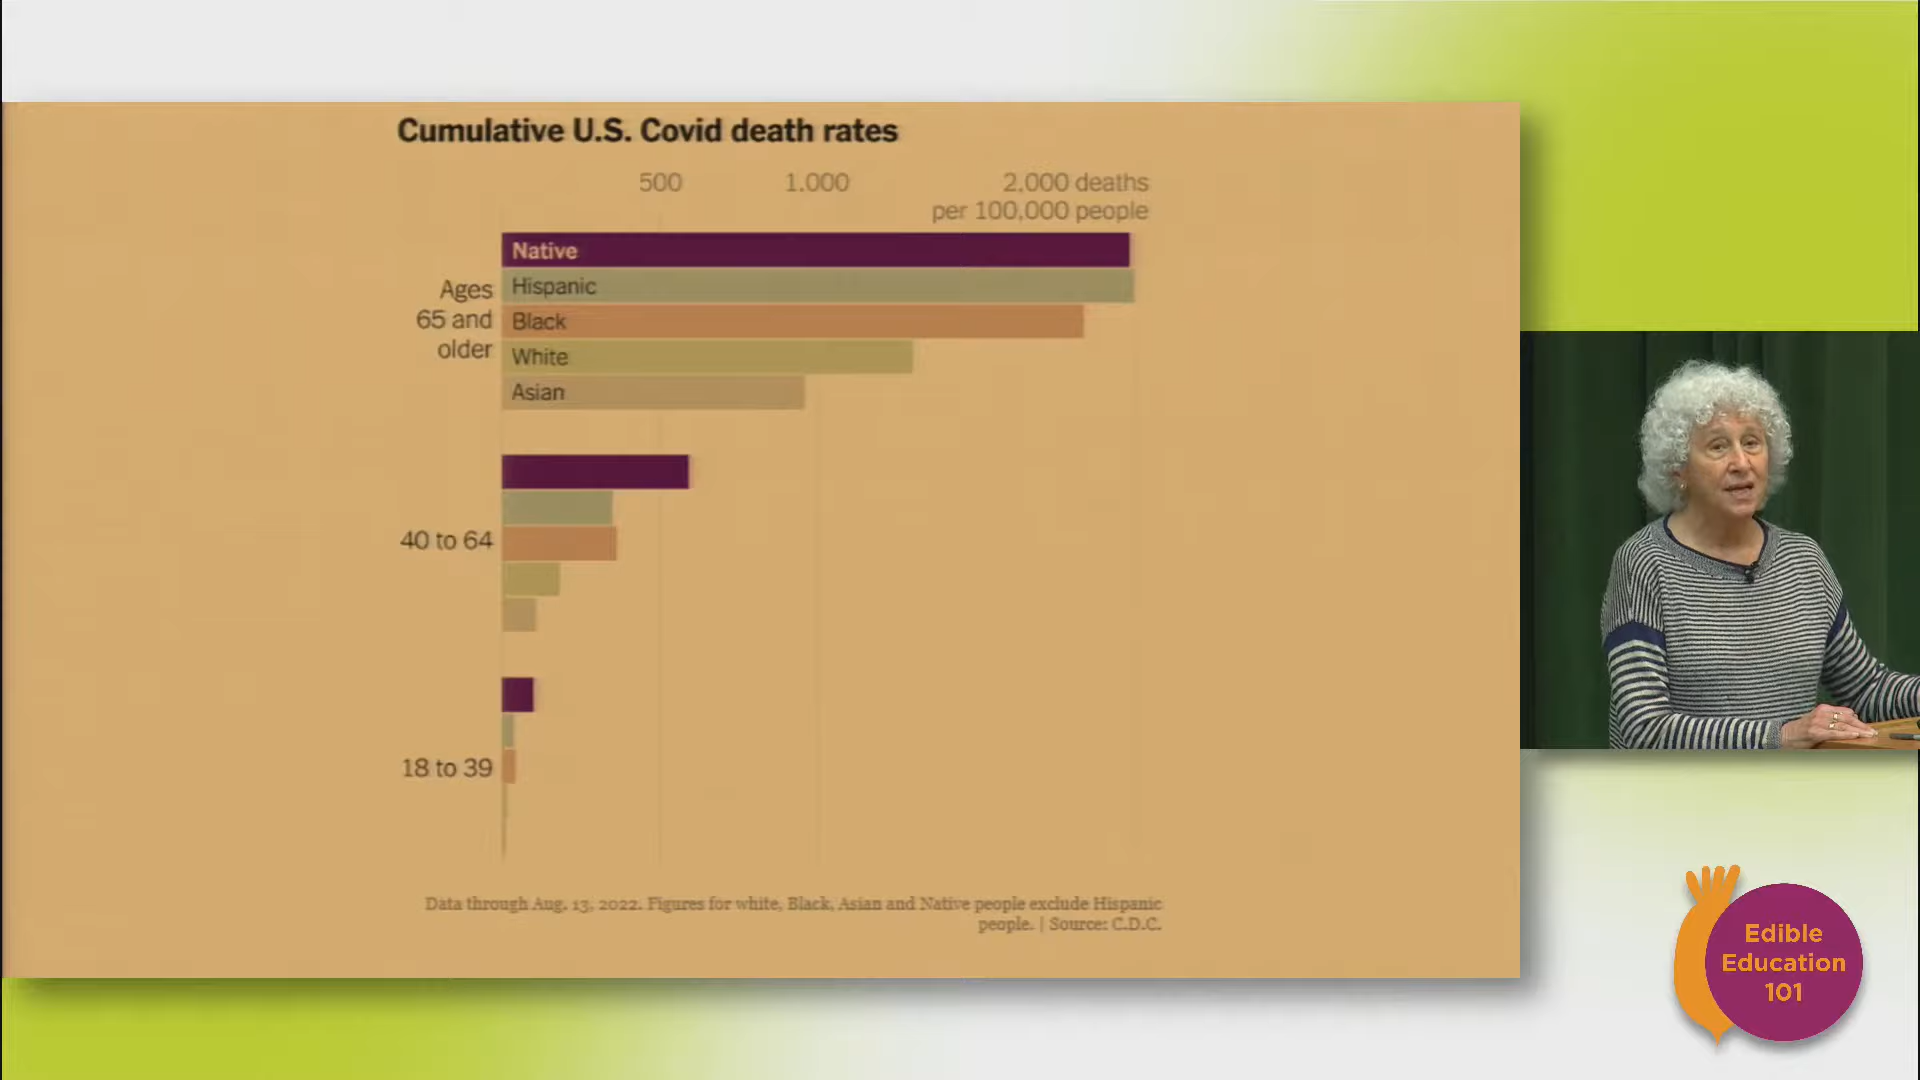 Cumulative U.S. Covid death rates
500
1.000
2,000 deaths
per 100,000 people
Native
Hispanic
Black
White
Asian
Ages
65 and
older
40 to 64
18 to 39
Data through Aug. 13, 2022. Figures for white, Black, Asian and Native people exclude Hispanic
people. | Source: C.D.C.
Edible
Education
101